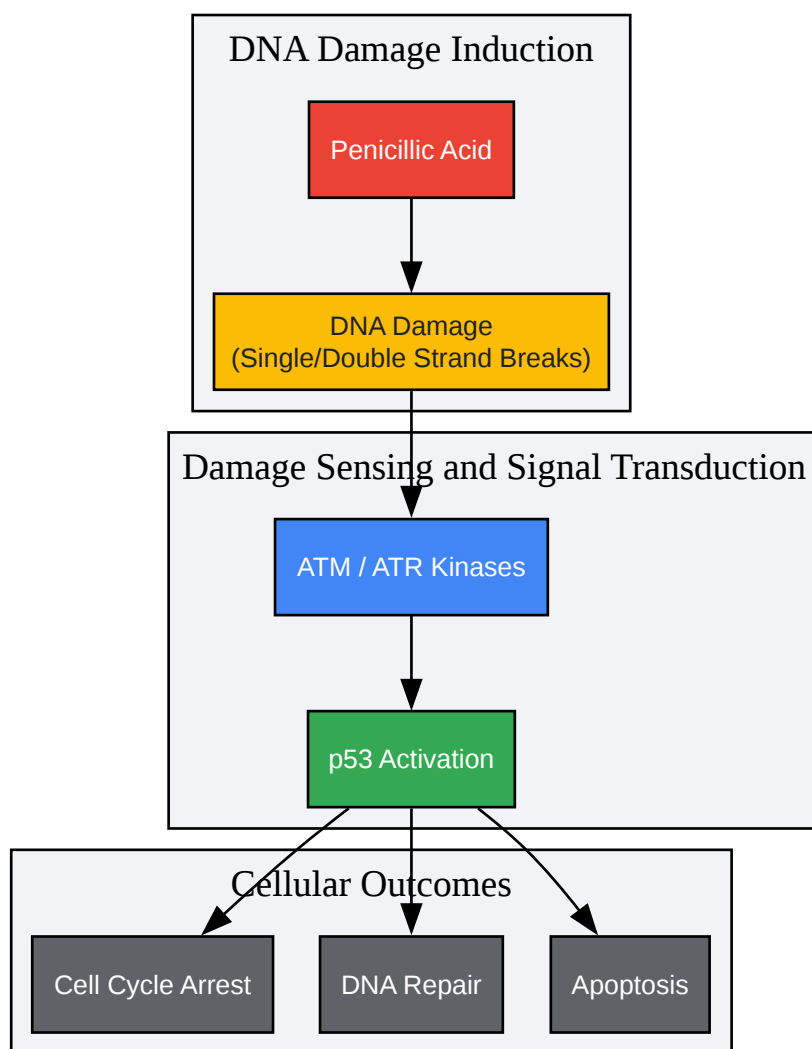 DNA Damage Induction
Penicillic Acid
DNA Damage
(Single/Double Strand Breaks)
Damage Sensing and Signal Transduction
ATM / ATR Kinases
p53 Activation
Cellular Outcomes
Cell Cycle Arrest
DNA Repair
Apoptosis